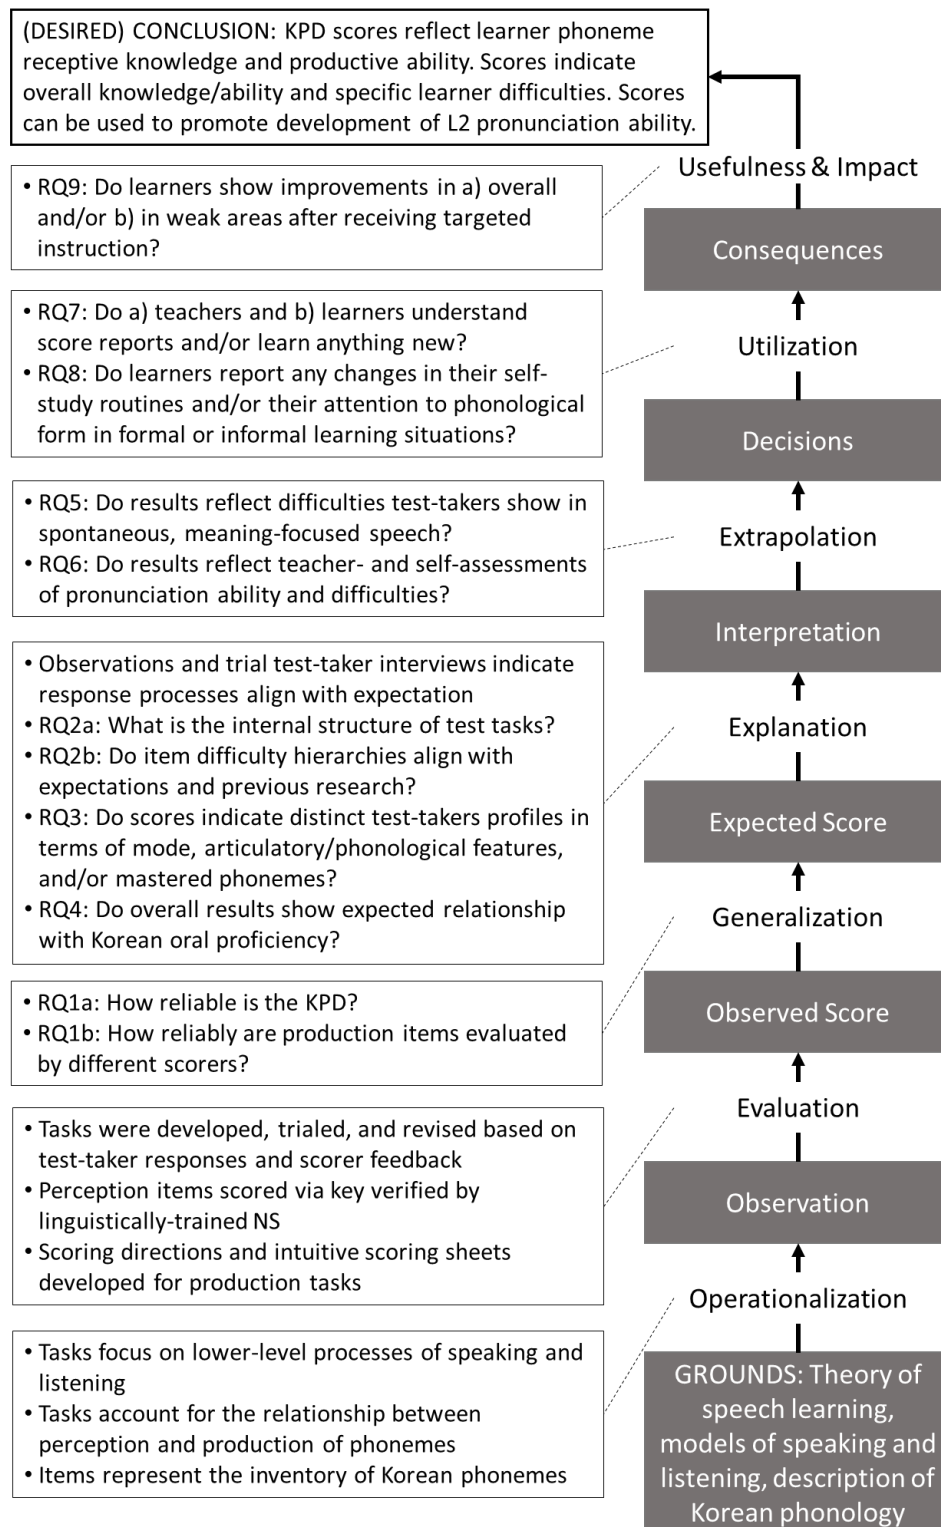 (DESIRED) CONCLUSION: KPD scores reflect learner phoneme
receptive knowledge and productive ability. Scores indicate
overall knowledge/ability and specific learner difficulties. Scores
can be used to promote development of L2 pronunciation ability.
Usefulness & Impact
• RQ9: Do learners show improvements in a) overall
and/or b) in weak areas after receiving targeted
instruction?
Consequences
• RQ7: Do a) teachers and b) learners understand
score reports and/or learn anything new?
• RQ8: Do learners report any changes in their self-
study routines and/or their attention to phonological
form in formal or informal learning situations?
Utilization
Decisions
• RQ5: Do results reflect difficulties test-takers show in
spontaneous, meaning-focused speech?
• RQ6: Do results reflect teacher- and self-assessments
of pronunciation ability and difficulties?
Extrapolation
Interpretation
• Observations and trial test-taker interviews indicate
response processes align with expectation
• RQ2a: What is the internal structure of test tasks?
• RQ2b: Do item difficulty hierarchies align with
expectations and previous research?
• RQ3: Do scores indicate distinct test-takers profiles in
terms of mode, articulatory/phonological features,
and/or mastered phonemes?
• RQ4: Do overall results show expected relationship
with Korean oral proficiency?
Explanation
Expected Score
Generalization
• RQ1a: How reliable is the KPD?
• RQ1b: How reliably are production items evaluated
by different scorers?
Observed Score
Evaluation
• Tasks were developed, trialed, and revised based on
test-taker responses and scorer feedback
• Perception items scored via key verified by
linguistically-trained NS
• Scoring directions and intuitive scoring sheets
developed for production tasks
Observation
Operationalization
• Tasks focus on lower-level processes of speaking and
listening
• Tasks account for the relationship between
perception and production of phonemes
• Items represent the inventory of Korean phonemes
GROUNDS: Theory of
speech learning,
models of speaking and
listening, description of
Korean phonology